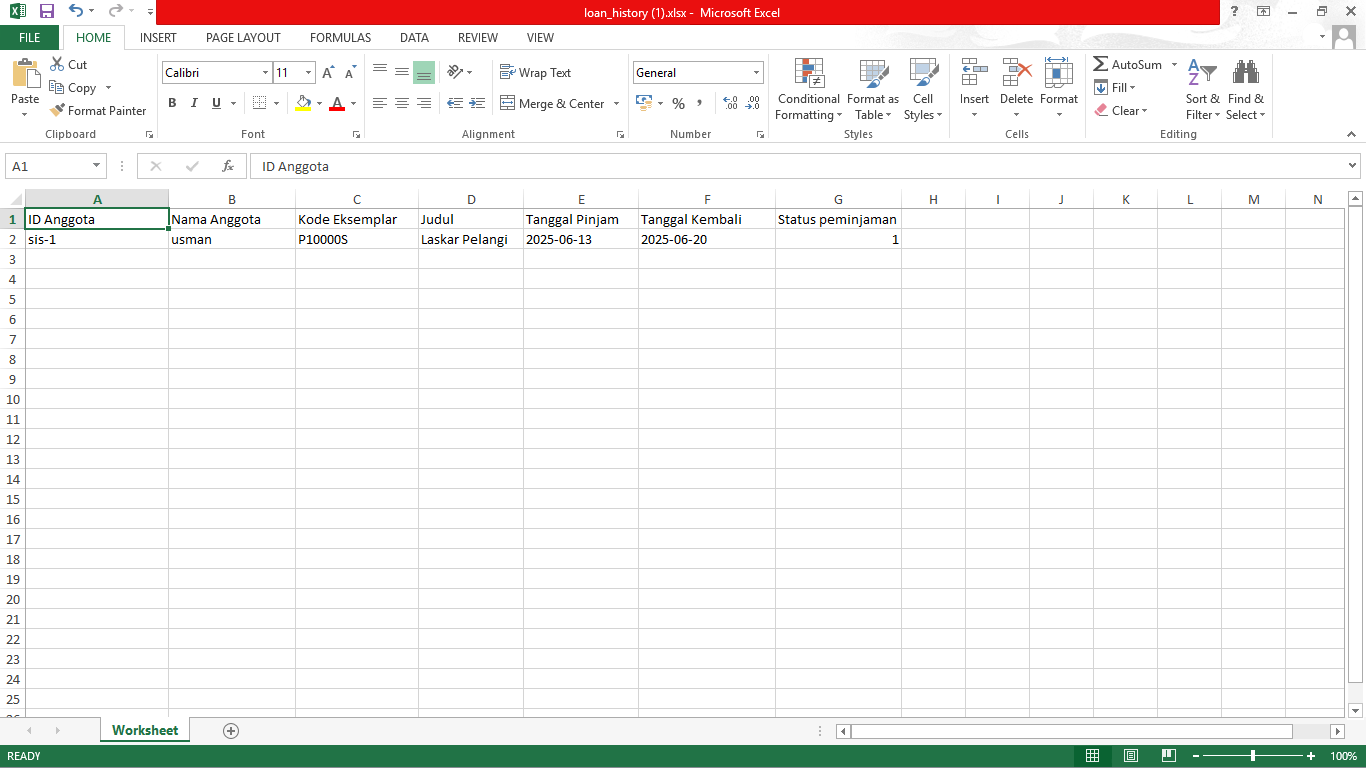 loan_history (1).xlsx - Microsoft Excel
FILE HOME INSERT PAGE LAYOUT FORMULAS DATA REVIEW VIEW
Paste
Cut
Copy
Format Painter
Clipboard
Calibri 11
B I U
Font
Wrap Text
Merge & Center
Alignment
General
Number
Conditional Formatting
Format as Table
Cell Styles
Styles
Insert
Delete
Format
Cells
AutoSum
Fill
Clear
Sort & Filter
Find & Select
Editing
A1 fx ID Anggota
A B C D E F G H I J K L M N
1 ID Anggota Nama Anggota Kode Eksemplar Judul Tanggal Pinjam Tanggal Kembali Status peminjaman
2 sis-1 usman P10000S Laskar Pelangi 2025-06-13 2025-06-20 1
3
4
5
6
7
8
9
10
11
12
13
14
15
16
17
18
19
20
21
22
23
24
25
Worksheet
READY 100%